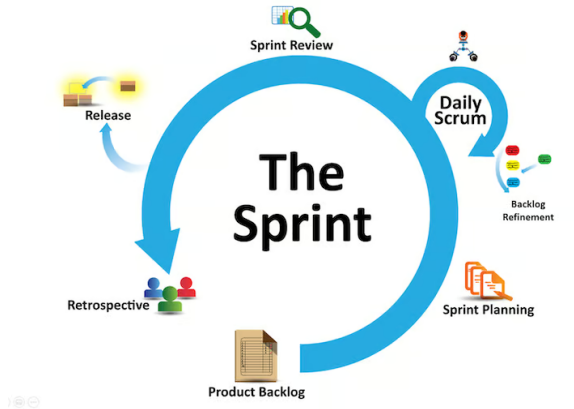 Sprint Review
Daily
Scrum
Release
The
Sprint
Backlog
Refinement
Retrospective
Sprint Planning
Product Backlog